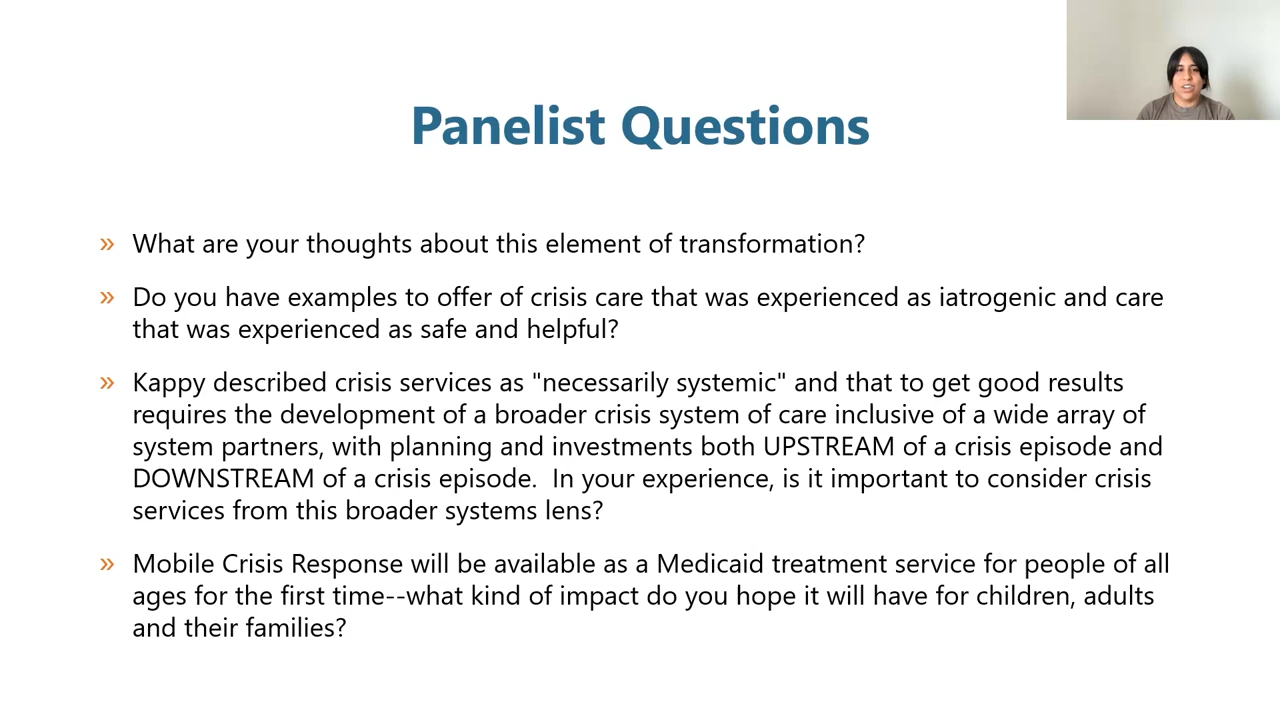 Panelist Questions
» What are your thoughts about this element of transformation?
» Do you have examples to offer of crisis care that was experienced as iatrogenic and care
that was experienced as safe and helpful?
» Kappy described crisis services as "necessarily systemic" and that to get good results
requires the development of a broader crisis system of care inclusive of a wide array of
system partners, with planning and investments both UPSTREAM of a crisis episode and
DOWNSTREAM of a crisis episode.  In your experience, is it important to consider crisis
services from this broader systems lens?
» Mobile Crisis Response will be available as a Medicaid treatment service for people of all
ages for the first time--what kind of impact do you hope it will have for children, adults
and their families?